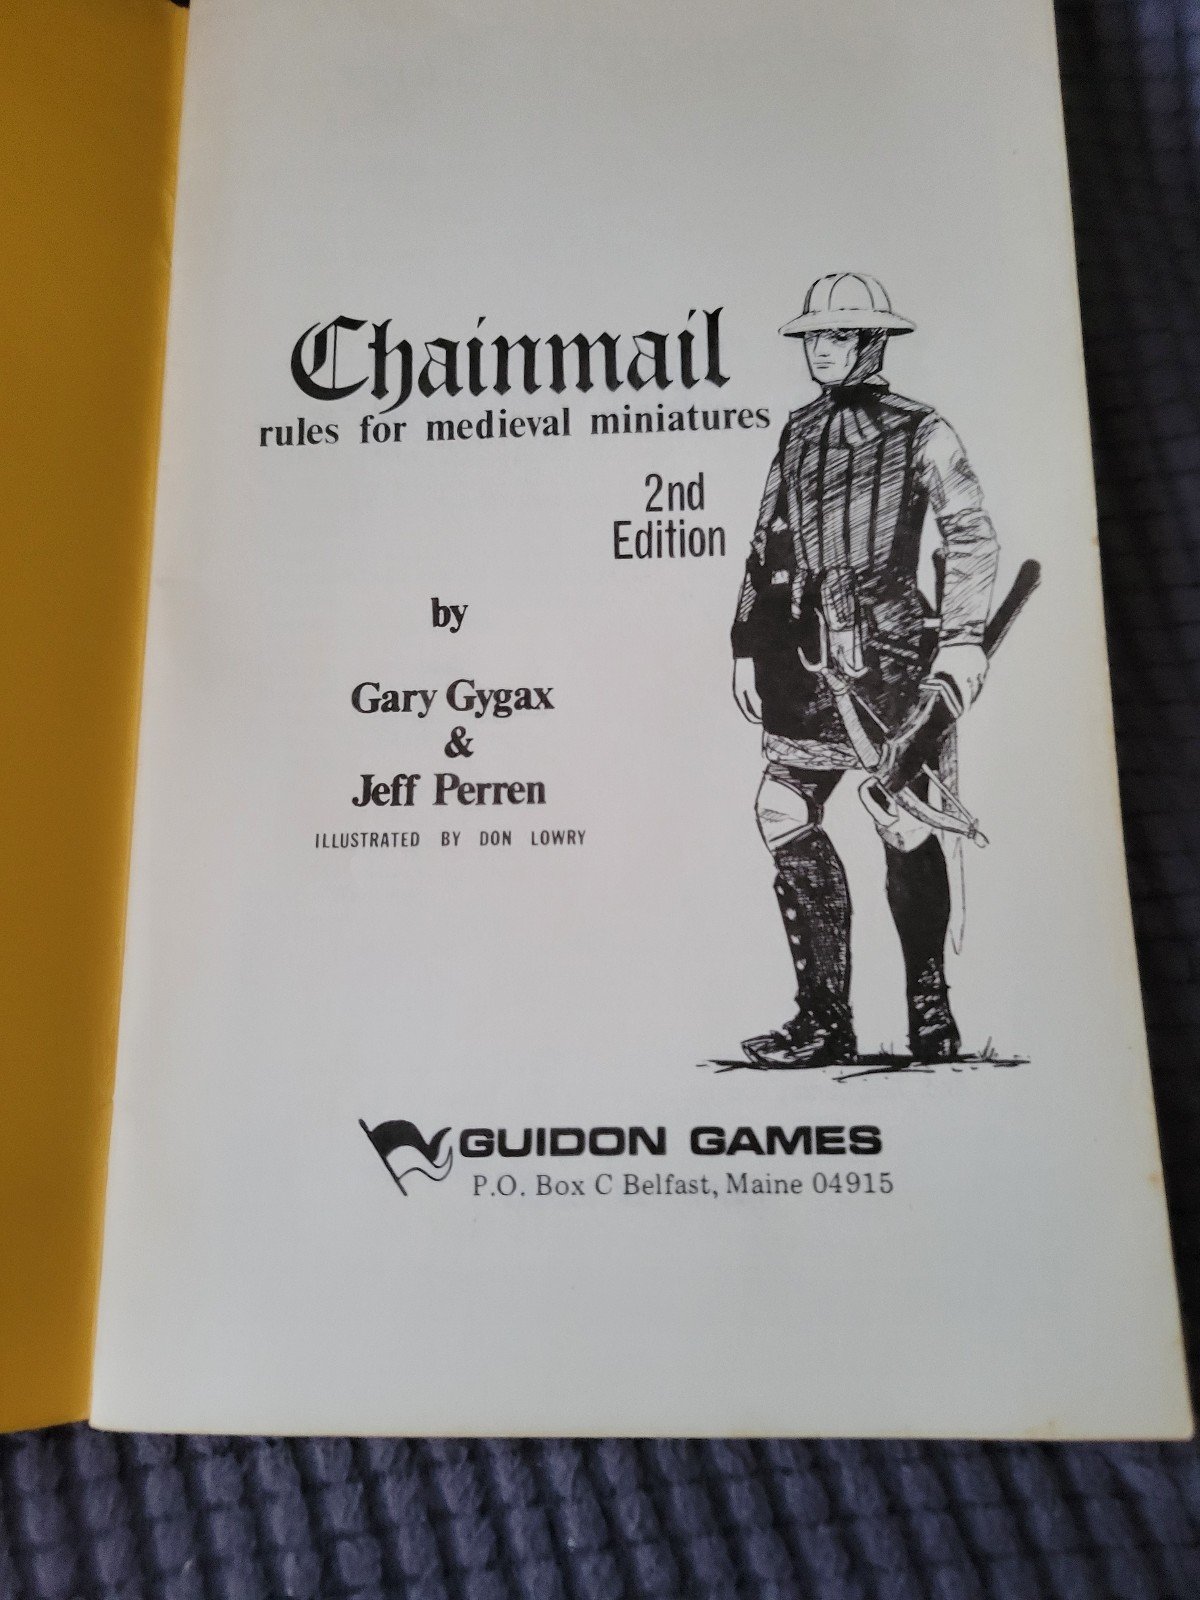 Chainmail
rules for medieval miniatures
2nd
Edition
by
Gary Gygax
&
Jeff Perren
ILLUSTRATED BY DON LOWRY
GUIDON GAMES
P.O. Box C Belfast, Maine 04915